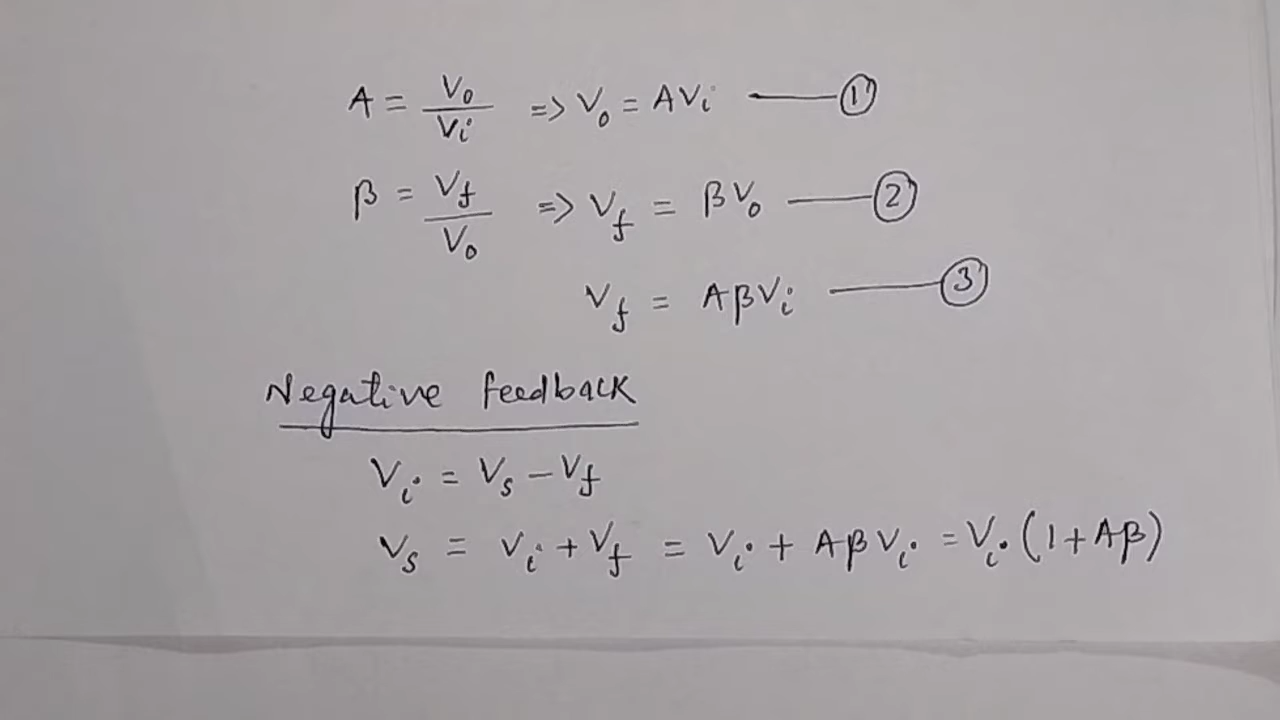 A = Vo/Vi => Vo = AVi — ①
β = Vf/Vo => Vf = βVo — ②
Vf = AβVi — ③
Negative feedback
Vi = Vs – Vf
Vs = Vi + Vf = Vi + AβVi = Vi (1 + Aβ)